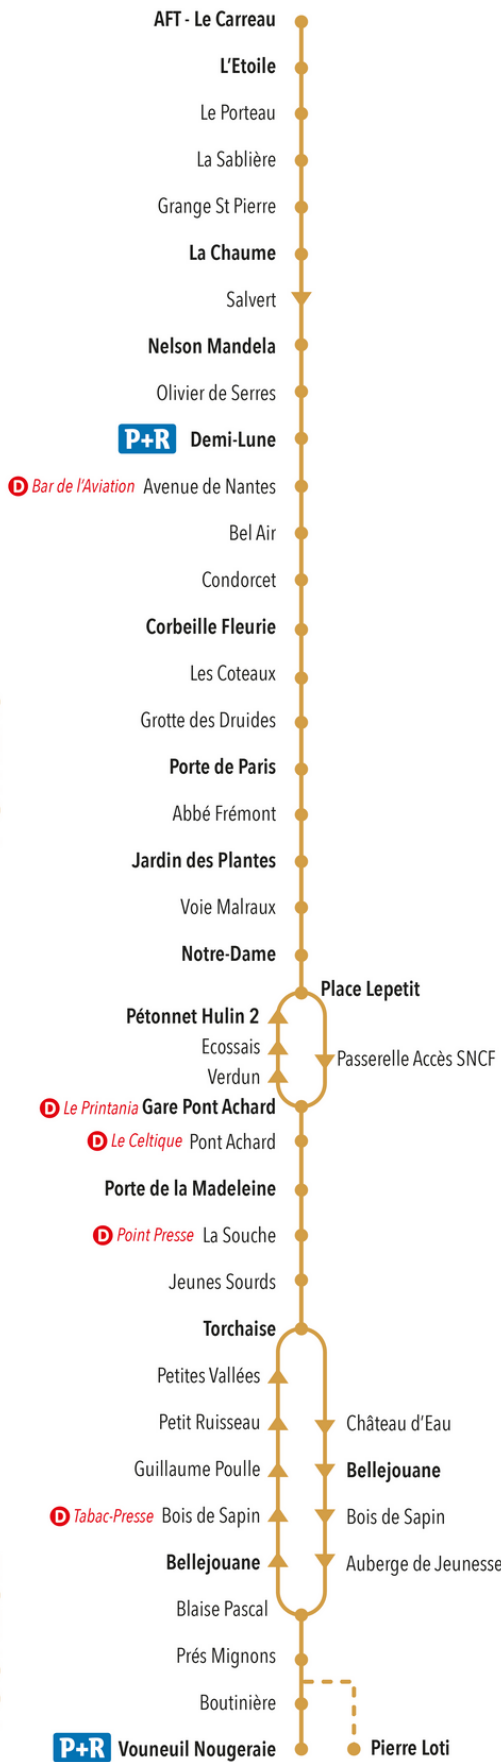 AFT - Le Carreau
L'Etoile
Le Porteau
La Sablière
Grange St Pierre
La Chaume
Salvert
Nelson Mandela
Olivier de Serres
P+R Demi-Lune
D Bar de l'Aviation Avenue de Nantes
Bel Air
Condorcet
Corbeille Fleurie
Les Coteaux
Grotte des Druides
Porte de Paris
Abbé Frémont
Jardin des Plantes
Voie Malraux
Notre-Dame
Place Lepetit
Pétonnet Hulin 2
Ecossais
Passerelle Accès SNCF
Verdun
D Le Printania Gare Pont Achard
D Le Celtique Pont Achard
Porte de la Madeleine
D Point Presse La Souche
Jeunes Sourds
Torchaise
Petites Vallées
Petit Ruisseau Château d'Eau
Guillaume Poulle Bellejouane
D Tabac-Presse Bois de Sapin Bois de Sapin
Bellejouane Auberge de Jeunesse
Blaise Pascal
Prés Mignons
Boutinière
P+R Vouneuil Nougeraie Pierre Loti